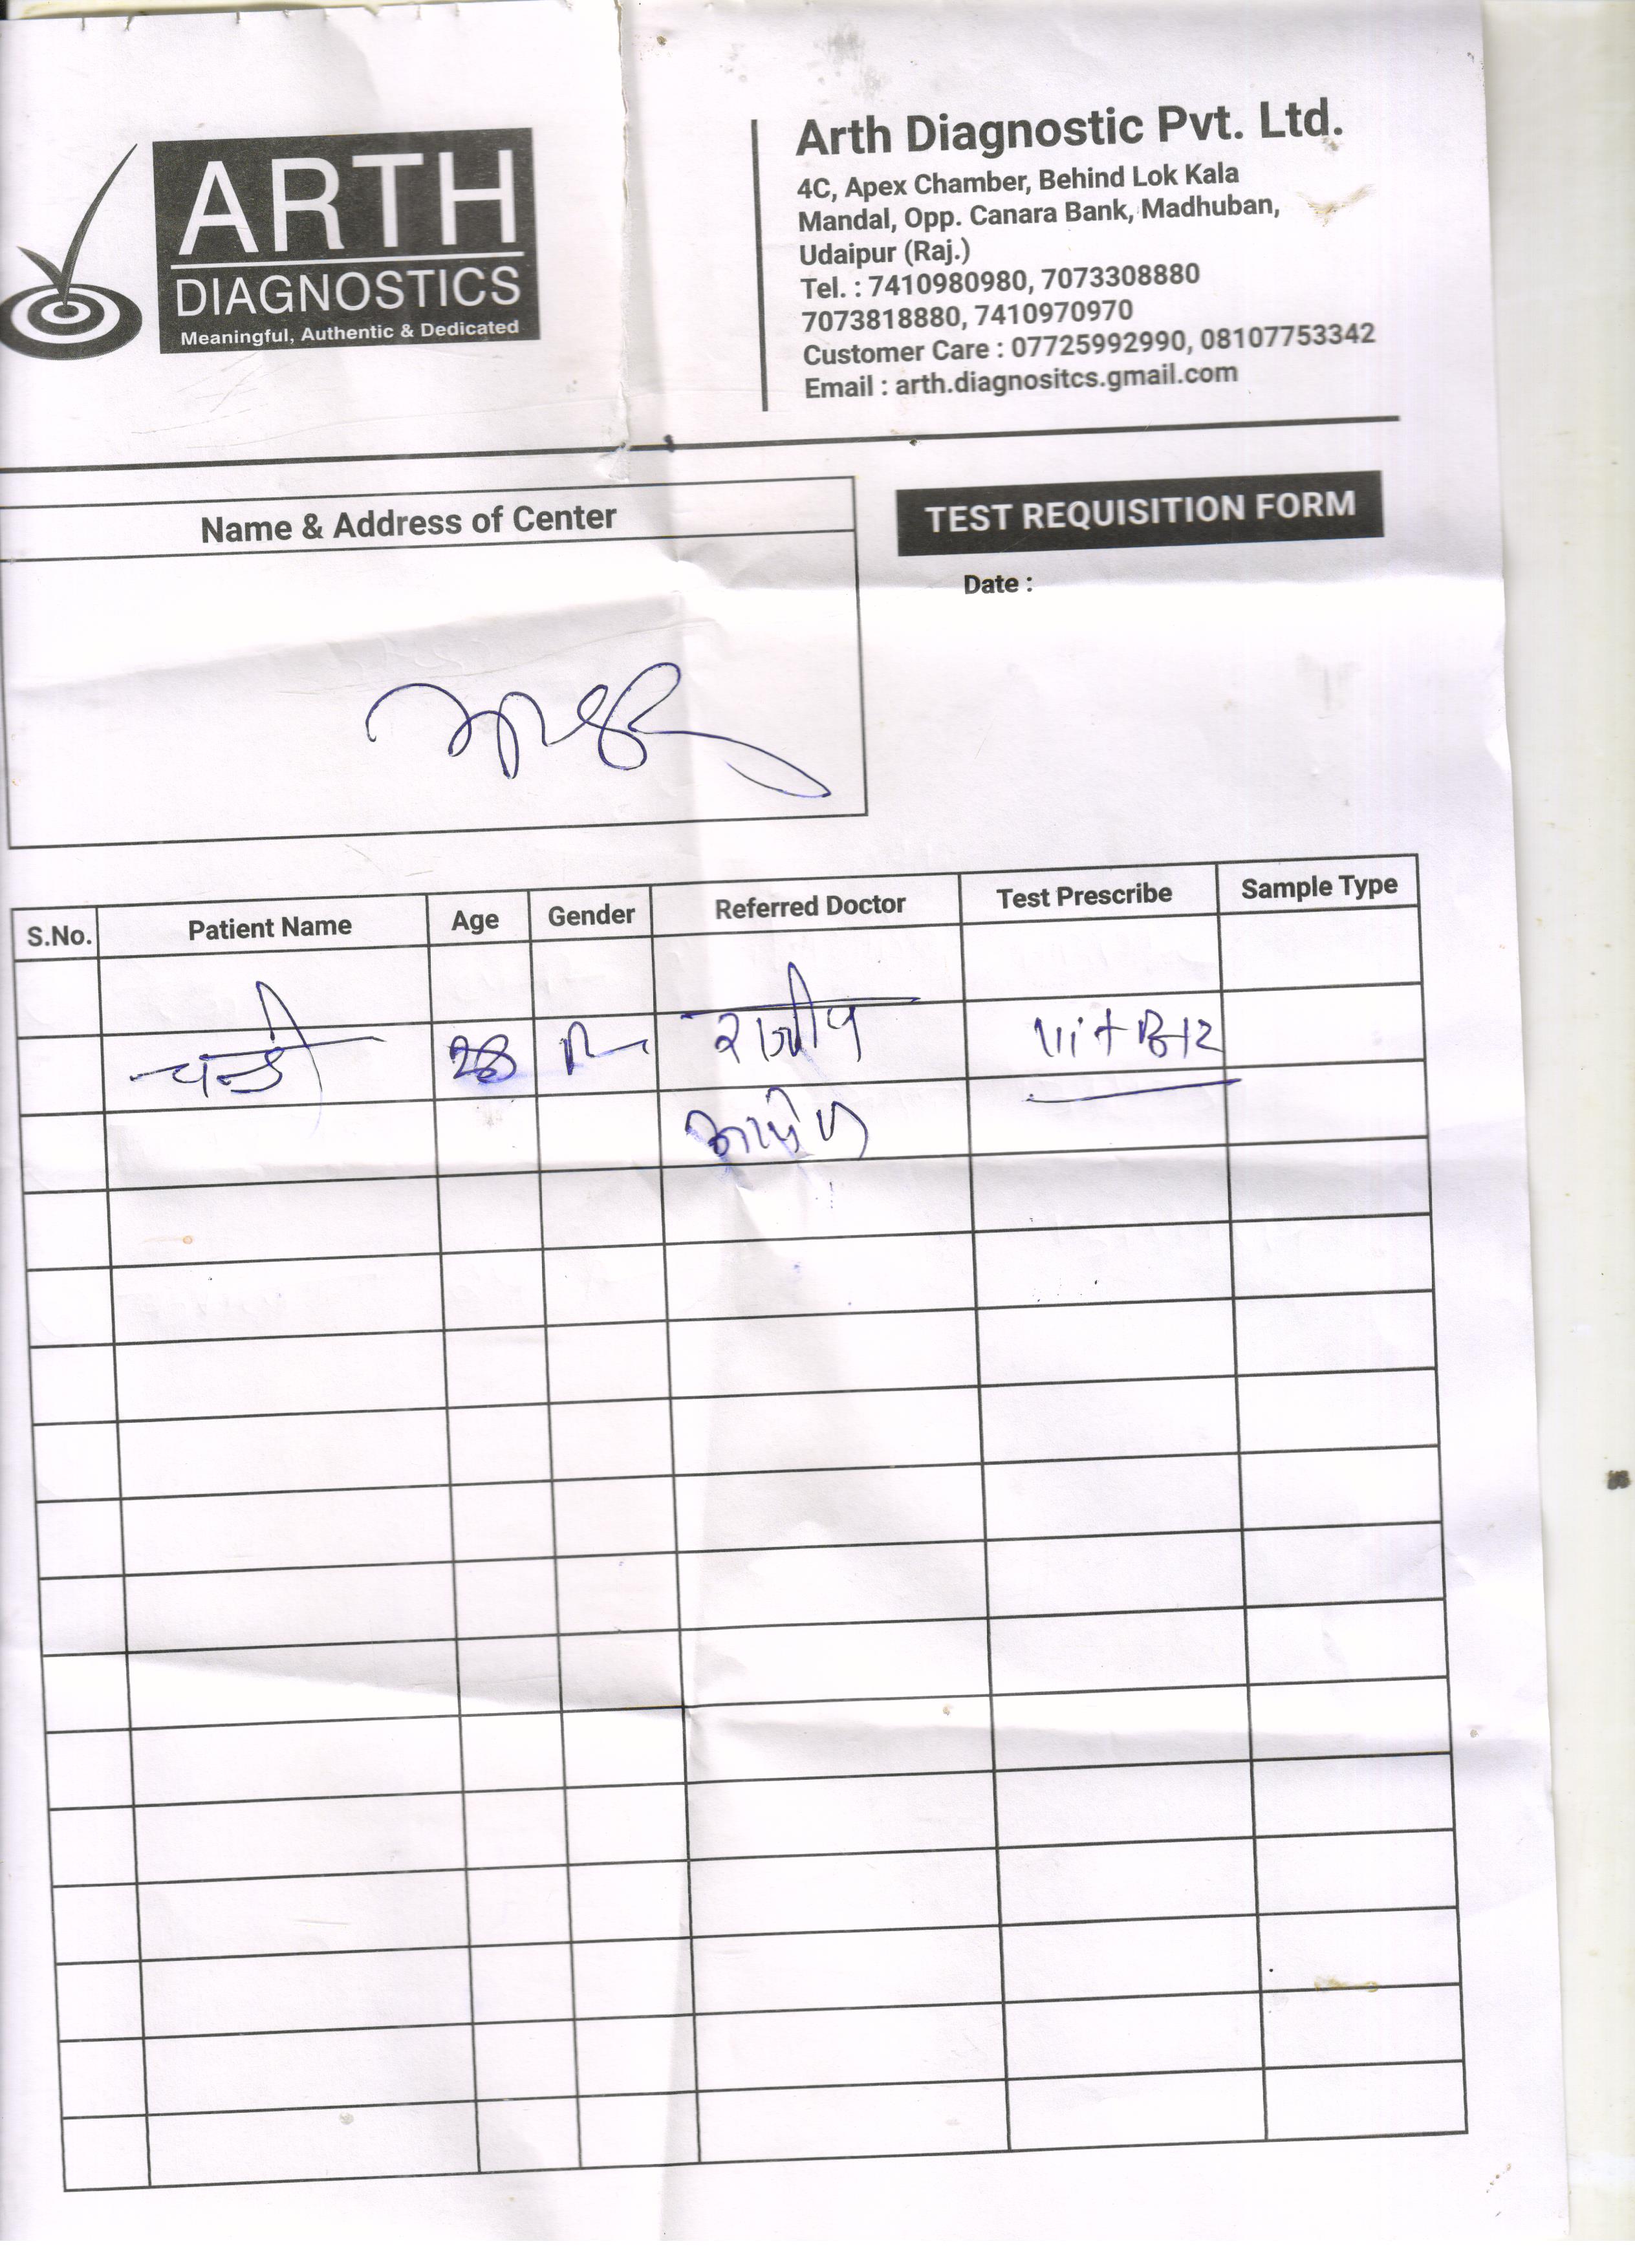 ARTH
DIAGNOSTICS
Meaningful, Authentic & Dedicated
Arth Diagnostic Pvt. Ltd.
4C, Apex Chamber, Behind Lok Kala
Mandal, Opp. Canara Bank, Madhuban,
Udaipur (Raj.)
Tel. : 7410980980, 7073308880
7073818880, 7410970970
Customer Care : 07725992990, 08107753342
Email : arth.diagnositcs.gmail.com
Name & Address of Center
TEST REQUISITION FORM
Date :
S.No. Patient Name Age Gender Referred Doctor Test Prescribe Sample Type
28 राजीव Vit B12